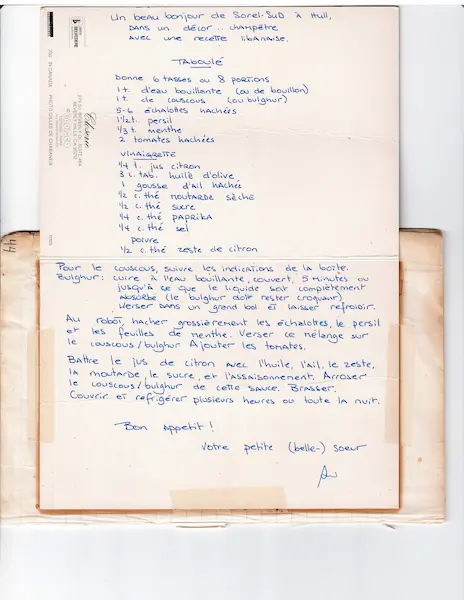 Un beau bonjour de Sorel-Sud à Hull,
dans un décor... champêtre
avec une recette libanaise.
Taboulé
Donne 6 tasses ou 8 portions
1 t. d'eau bouillante (ou de bouillon)
1 t. de couscous (ou bulghur)
5-6 échalottes hachées
1 1/2 t. persil
1/3 t. menthe
2 tomates hachées
Vinaigrette
1/4 t. jus citron
3 c. tab. huile d'olive
1 gousse d'ail haché
1/2 c. thé moutarde sèche
1/2 c. thé sucre
1/4 c. thé paprika
1/4 c. thé sel
poivre
1/2 c. thé zeste de citron
Pour le couscous, suivre les indications de la boîte.
Bulghur: cuire à l'eau bouillante, couvert, 5 minutes ou
jusqu'à ce que le liquide soit complètement
absorbé (le bulghur doit rester croquant)
Verser dans un grand bol et laisser refroidir.
Au robot, hacher grossièrement les échalottes, le persil
et les feuilles de menthe. Verser ce mélange sur
le couscous/bulghur Ajouter les tomates.
Battre le jus de citron avec l'huile, l'ail, le zeste,
la moutarde, le sucre, et l'assaisonnement. Arroser
le couscous/bulghur de cette sauce. Brasser.
Couvrir et réfrigérer plusieurs heures ou toute la nuit.
Bon appétit!
Votre petite (belle-) soeur
44